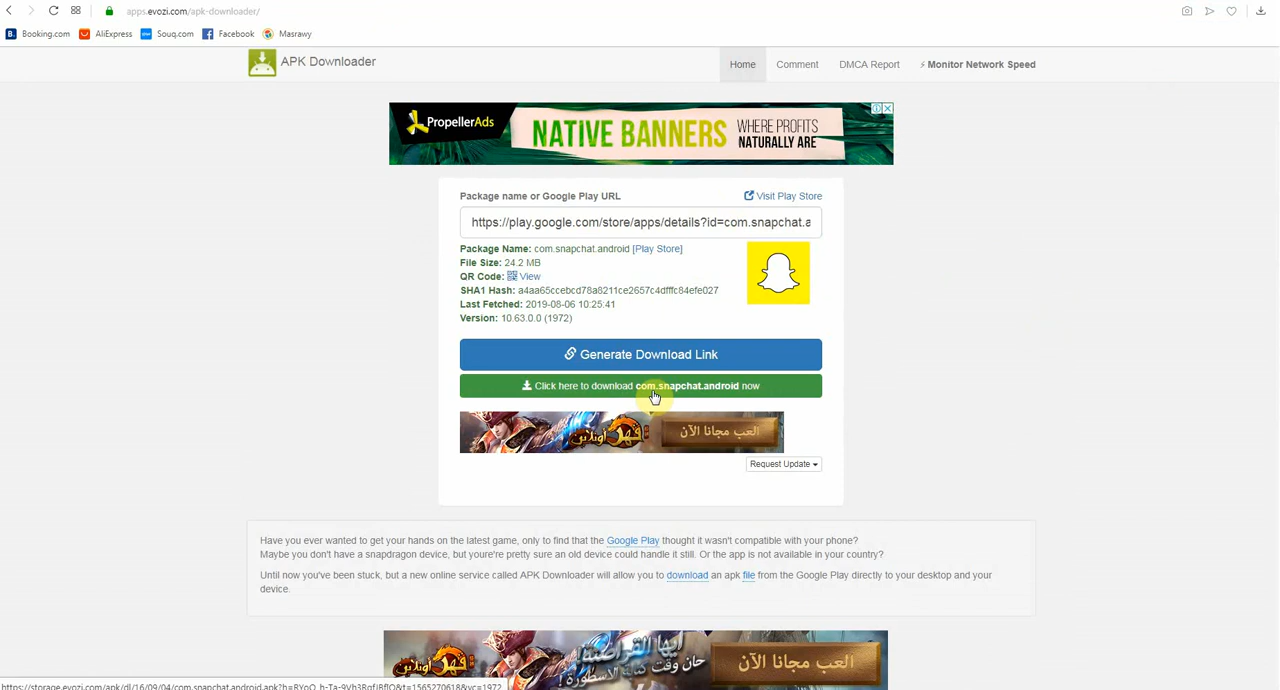 apps.evozi.com/apk-downloader/
B. Booking.com AliExpress Souq.com Facebook Masrawy
APK Downloader
Home Comment DMCA Report Monitor Network Speed
PropellerAds
NATIVE BANNERS
WHERE PROFITS
NATURALLY ARE
Package name or Google Play URL Visit Play Store
https://play.google.com/store/apps/details?id=com.snapchat.a
Package Name: com.snapchat.android [Play Store]
File Size: 24.2 MB
QR Code: View
SHA1 Hash: a4aa65ccebcd78a8211ce2657c4dfffc84efe027
Last Fetched: 2019-08-06 10:25:41
Version: 10.63.0.0 (1972)
Generate Download Link
Click here to download com.snapchat.android now
العب مجانا الآن
Request Update
Have you ever wanted to get your hands on the latest game, only to find that the Google Play thought it wasn't compatible with your phone?
Maybe you don't have a snapdragon device, but youre're pretty sure an old device could handle it still. Or the app is not available in your country?
Until now you've been stuck, but a new online service called APK Downloader will allow you to download an apk file from the Google Play directly to your desktop and your
device.
أيها القراصنة
حان وقت كتابة الأسطورة
العب مجانا الآن